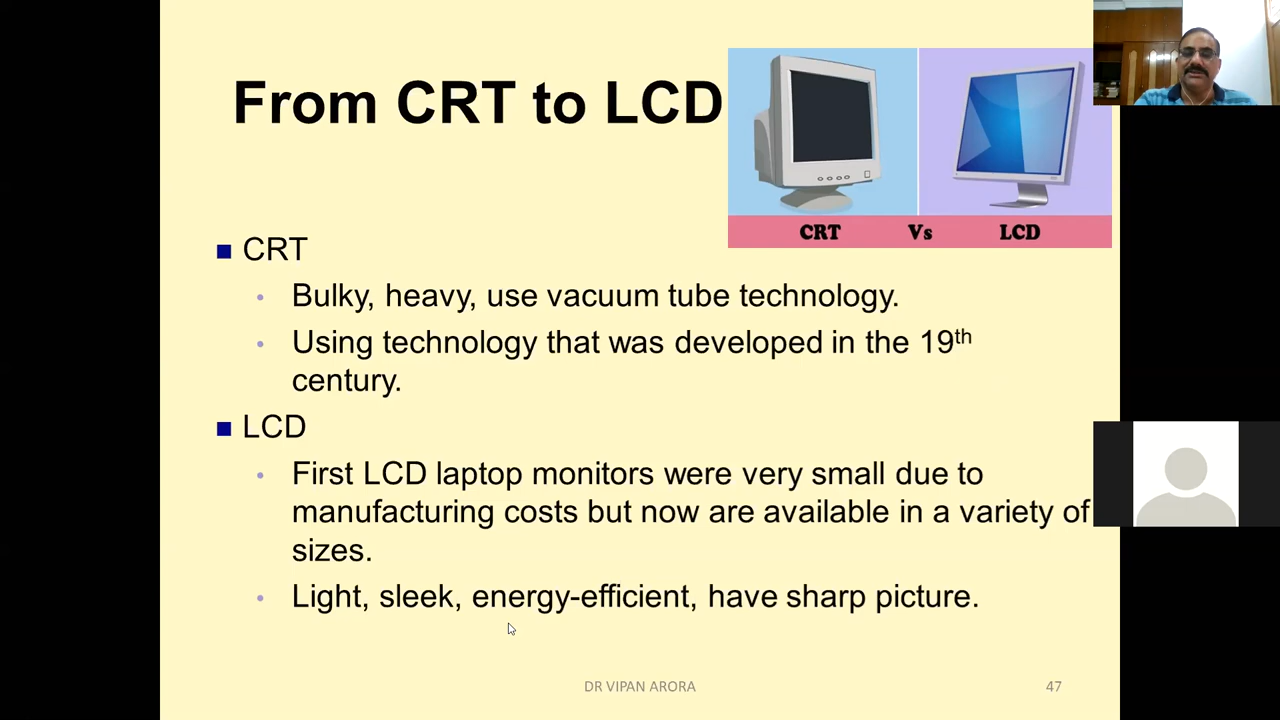 From CRT to LCD
CRT Vs LCD
CRT
Bulky, heavy, use vacuum tube technology.
Using technology that was developed in the 19th
century.
LCD
First LCD laptop monitors were very small due to
manufacturing costs but now are available in a variety of
sizes.
Light, sleek, energy-efficient, have sharp picture.
DR VIPAN ARORA
47